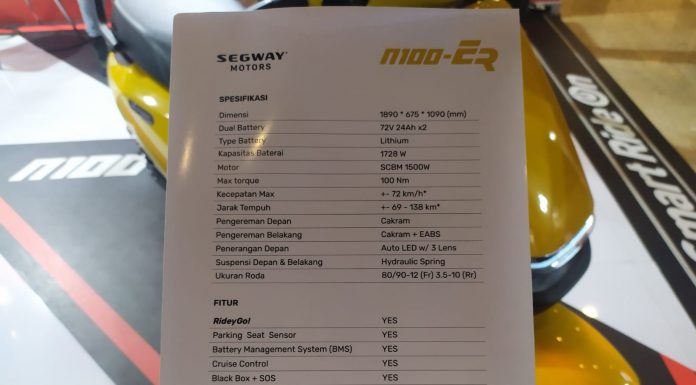 SEGWAY MOTORS
N100-ER
SPESIFIKASI
Dimensi 1890 * 675 * 1090 (mm)
Dual Battery 72V 24Ah x2
Type Battery Lithium
Kapasitas Baterai 1728 W
Motor SCBM 1500W
Max torque 100 Nm
Kecepatan Max +- 72 km/h*
Jarak Tempuh +- 69 - 138 km*
Pengereman Depan Cakram
Pengereman Belakang Cakram + EABS
Penerangan Depan Auto LED w/ 3 Lens
Suspensi Depan & Belakang Hydraulic Spring
Ukuran Roda 80/90-12 (Fr) 3.5-10 (Rr)
FITUR
RideyGo! YES
Parking Seat Sensor YES
Battery Management System (BMS) YES
Cruise Control YES
Black Box + SOS YES
N100
Smart Ride On